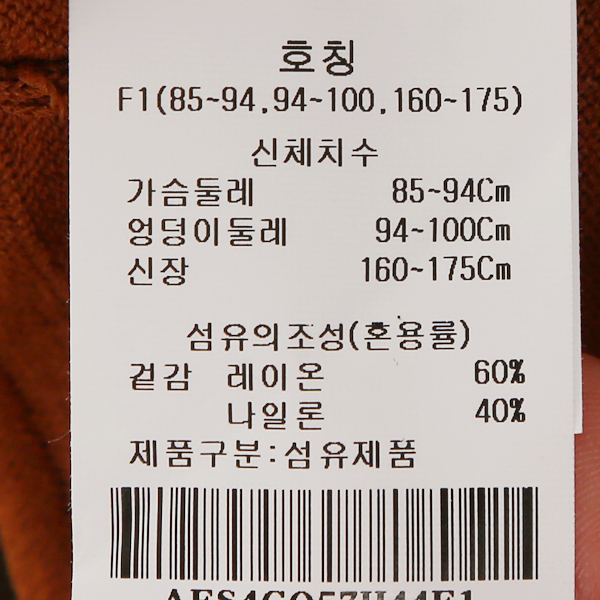 호칭
F1(85~94,94~100,160~175)
신체치수
가슴둘레 85~94Cm
엉덩이둘레 94~100Cm
신장 160~175Cm
섬유의조성(혼용률)
겉감 레이온 60%
나일론 40%
제품구분:섬유제품